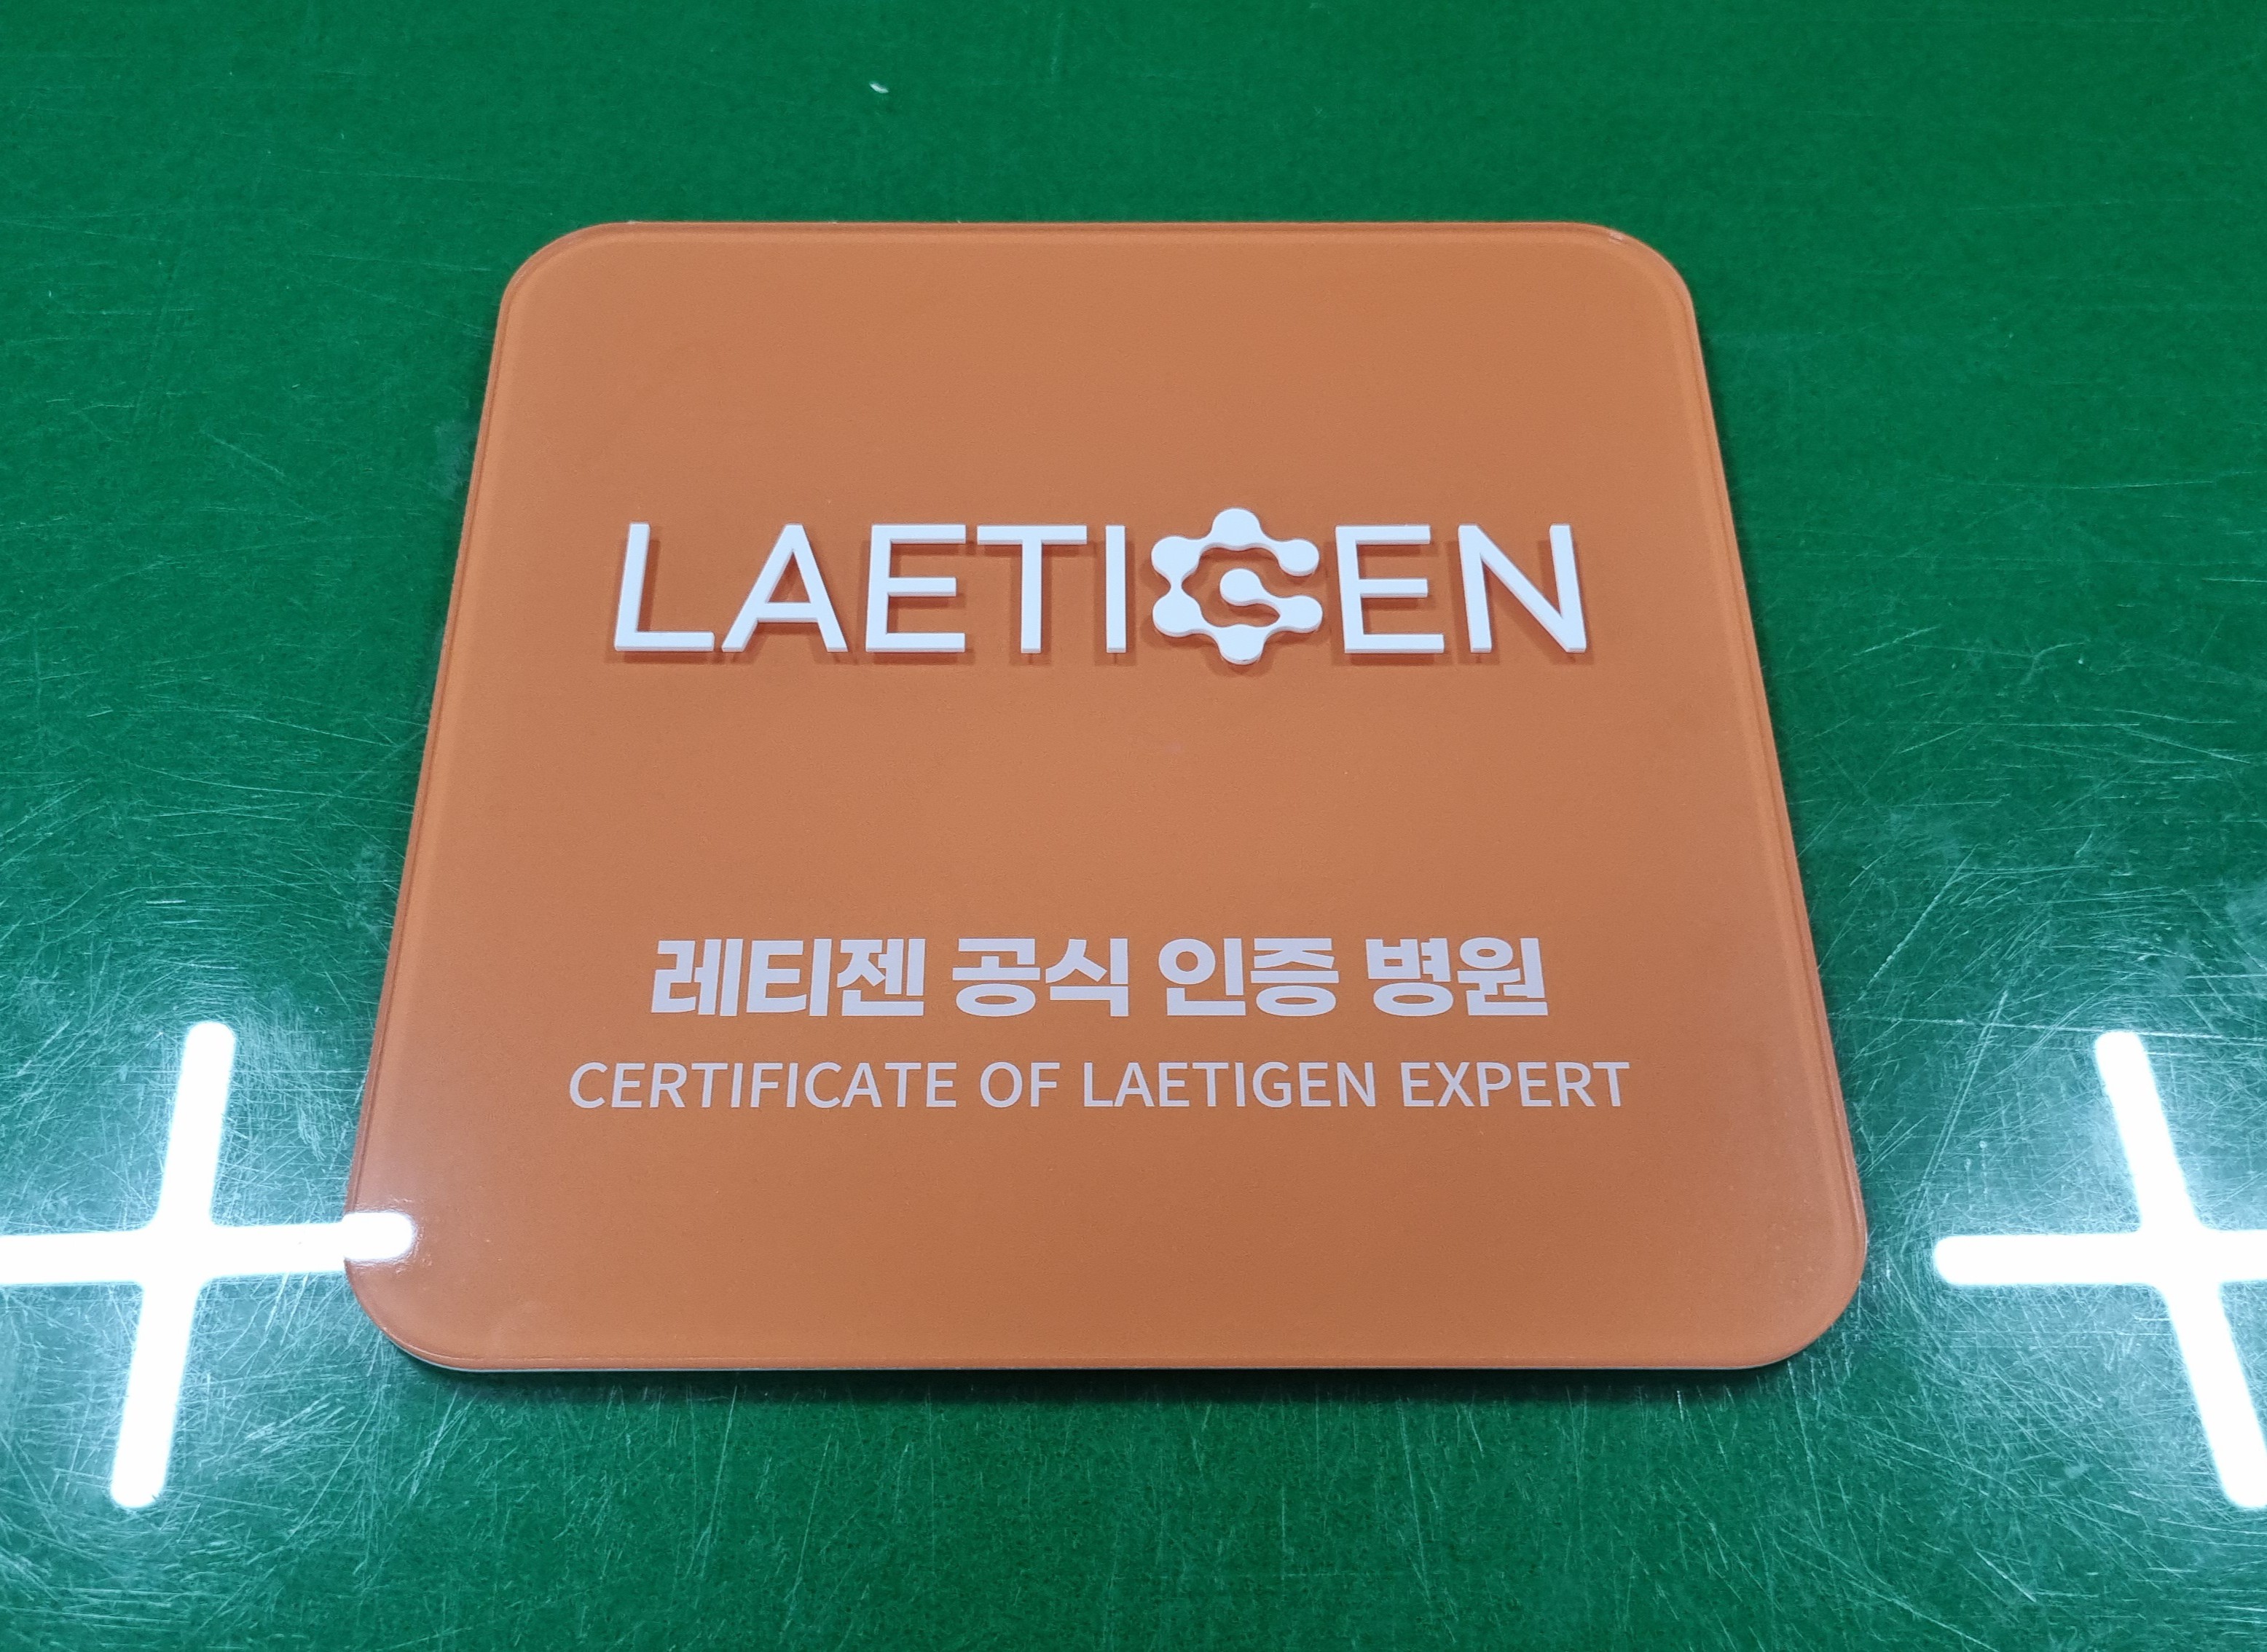 LAETIGEN
레티젠 공식 인증 병원
CERTIFICATE OF LAETIGEN EXPERT